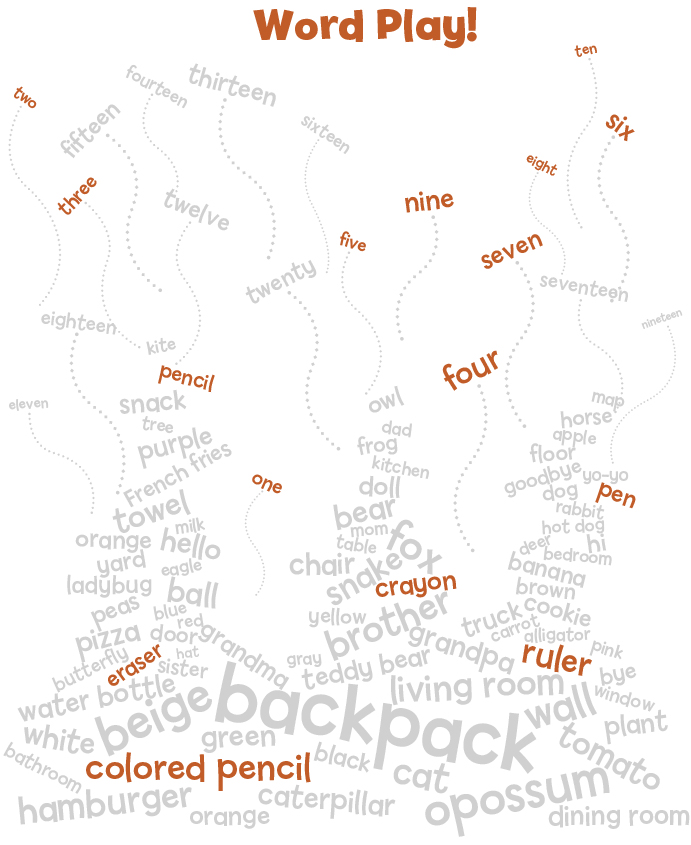 Word Play!
ten
two
fourteen
thirteen
fifteen
sixteen
six
eight
three
twelve
nine
five
seven
twenty
seventeen
eighteen
nineteen
kite
four
pencil
eleven
snack
owl
map
tree
dad
horse
purple
frog
apple
French fries
kitchen
floor
one
doll
goodbye
yo-yo
dog
pen
towel
bear
rabbit
milk
mom
hot dog
orange
hello
table
fox
deer
hi
yard
eagle
chair
snake
bedroom
banana
ladybug
ball
crayon
brown
peas
blue
yellow
brother
truck
cookie
pizza
door
red
grandma
grandpa
carrot
alligator
pink
butterfly
eraser
hat
sister
gray
teddy bear
ruler
bye
water bottle
beige
backpack
living room
wall
window
white
green
plant
bathroom
colored pencil
black
cat
tomato
hamburger
orange
caterpillar
opossum
dining room